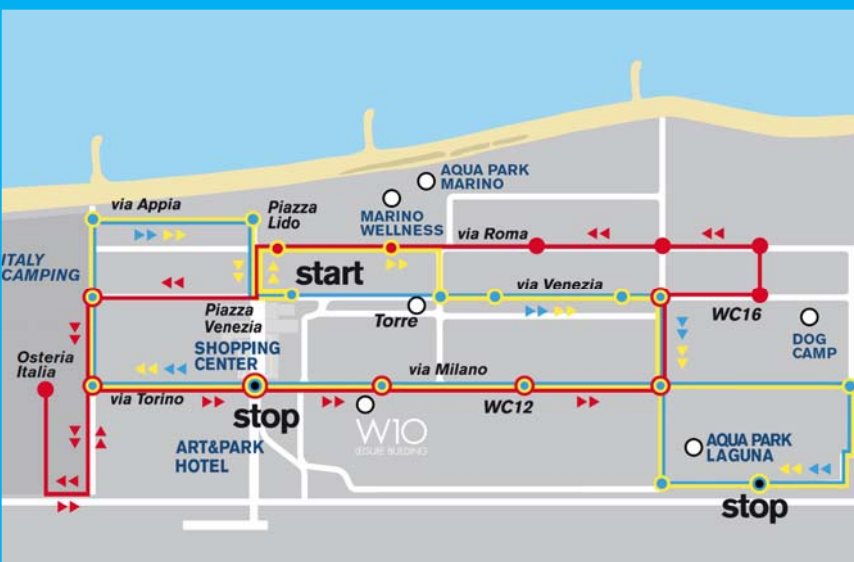 AQUA PARK
MARINO
via Appia
Piazza
Lido
MARINO
WELLNESS
via Roma
ITALY
CAMPING
start
via Venezia
Piazza
Venezia
Torre
WC16
DOG
CAMP
Osteria
Italia
SHOPPING
CENTER
via Milano
via Torino
stop
WC12
W10
LEISURE BUILDING
ART&PARK
HOTEL
AQUA PARK
LAGUNA
stop